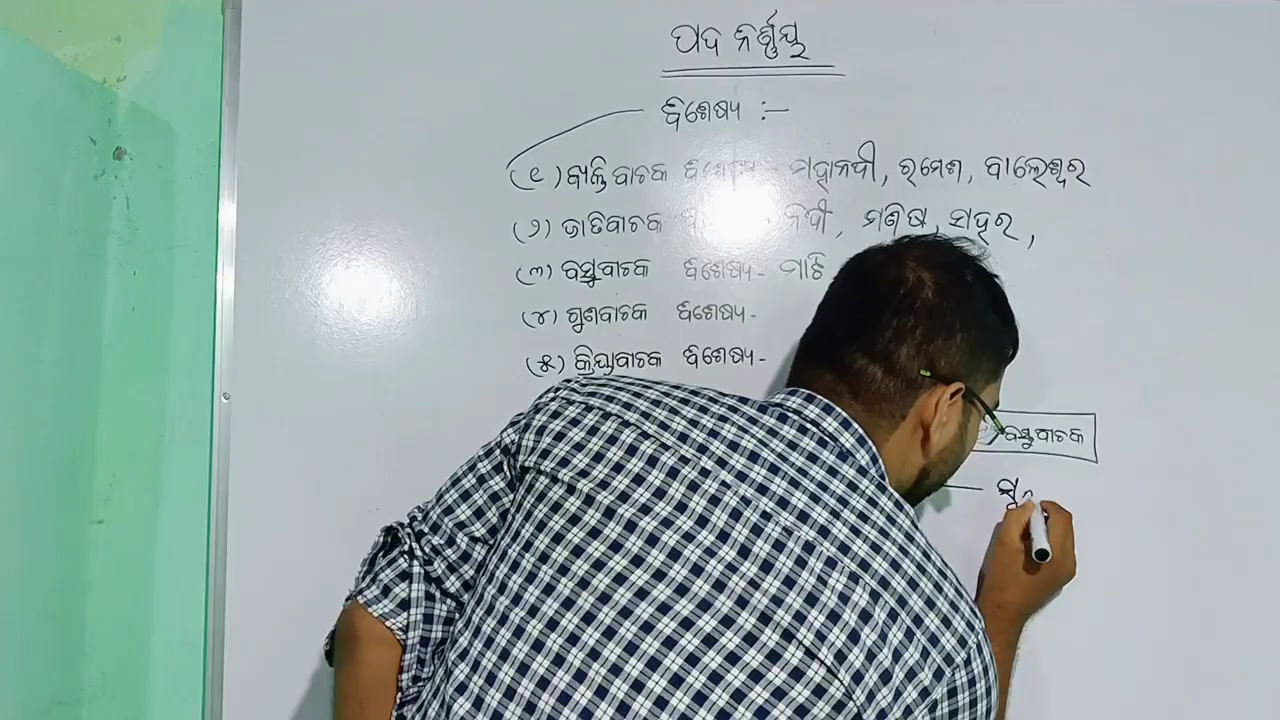 ପଦ ନିର୍ଣ୍ଣୟ
ବିଶେଷ୍ୟ :-
(୧) ବ୍ୟକ୍ତିବାଚକ ବିଶେଷ୍ୟ - ମହାନଦୀ, ରମେଶ, ବାଲେଶ୍ୱର
(୨) ଜାତିବାଚକ ନଦୀ, ମଣିଷ, ସହର,
(୩) ବସ୍ତୁବାଚକ ବିଶେଷ୍ୟ- ମାଟି
(୪) ଗୁଣବାଚକ ବିଶେଷ୍ୟ-
(୫) କ୍ରିୟାବାଚକ ବିଶେଷ୍ୟ-
ବସ୍ତୁବାଚକ